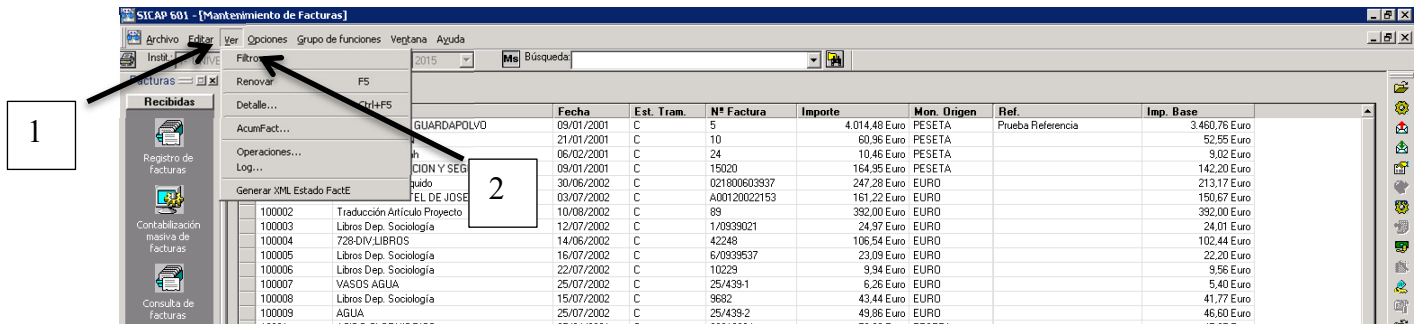 SICAP 601 - [Mantenimiento de Facturas]
Archivo Editar Ver Opciones Grupo de funciones Ventana Ayuda
Instit.: 2015 Ms Búsqueda:
Facturas
Recibidas
Registro de
facturas
Contabilización
masiva de
facturas
Consulta de
facturas
Renovar F5
Detalle... Ctrl+F5
AcumFact...
Operaciones...
Log...
Generar XML Estado FactE
1
2
Fecha Est. Tram. Nº Factura Importe Mon. Origen Ref. Imp. Base
GUARDAPOLVO 09/01/2001 C 5 4.014,48 Euro PESETA Prueba Referencia 3.460,76 Euro
21/01/2001 C 10 60,96 Euro PESETA 52,55 Euro
06/02/2001 C 24 10,46 Euro PESETA 9,02 Euro
09/01/2001 C 15020 164,95 Euro PESETA 142,20 Euro
30/06/2002 C 021800603937 247,28 Euro EURO 213,17 Euro
TEL DE JOSE 03/07/2002 C A00120022153 161,22 Euro EURO 150,67 Euro
100002 Traducción Artículo Proyecto 10/08/2002 C 89 392,00 Euro EURO 392,00 Euro
100003 Libros Dep. Sociología 12/07/2002 C 1/0939021 24,97 Euro EURO 24,01 Euro
100004 728-DIV;LIBROS 14/06/2002 C 42248 106,54 Euro EURO 102,44 Euro
100005 Libros Dep. Sociología 16/07/2002 C 6/0939537 23,09 Euro EURO 22,20 Euro
100006 Libros Dep. Sociología 22/07/2002 C 10229 9,94 Euro EURO 9,56 Euro
100007 VASOS AGUA 25/07/2002 C 25/439-1 6,26 Euro EURO 5,40 Euro
100008 Libros Dep. Sociología 15/07/2002 C 9682 43,44 Euro EURO 41,77 Euro
100009 AGUA 25/07/2002 C 25/439-2 49,86 Euro EURO 46,60 Euro